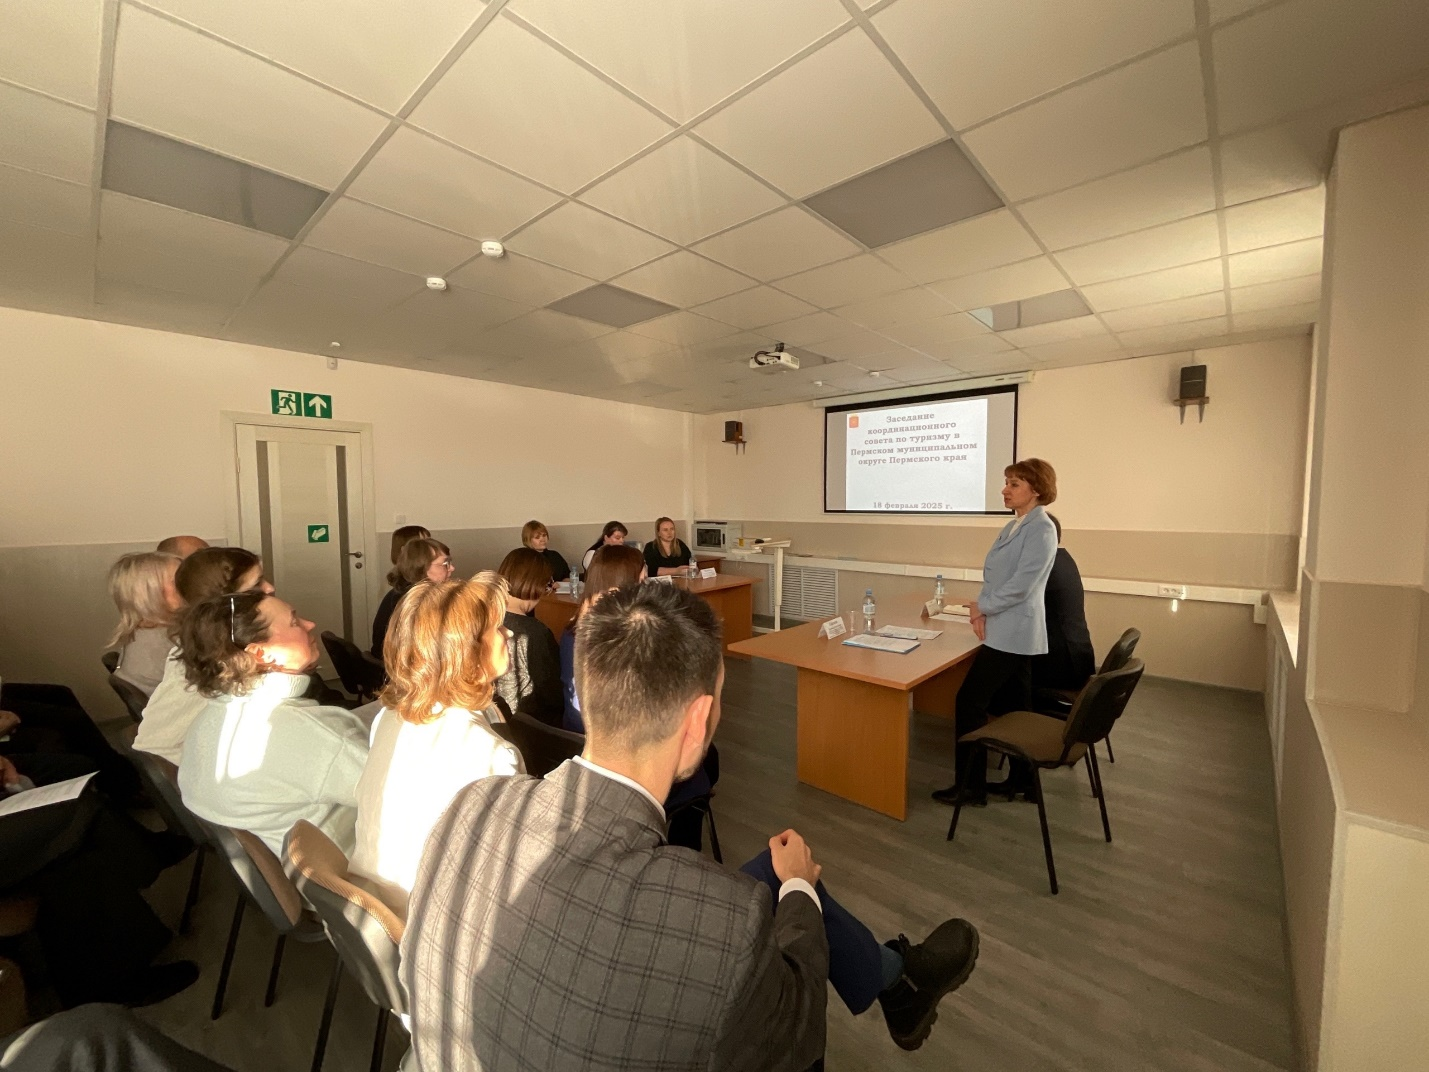 Заседание
координационного
совета по туризму в
Пермском муниципальном
округе Пермского края
18 февраля 2025 г.